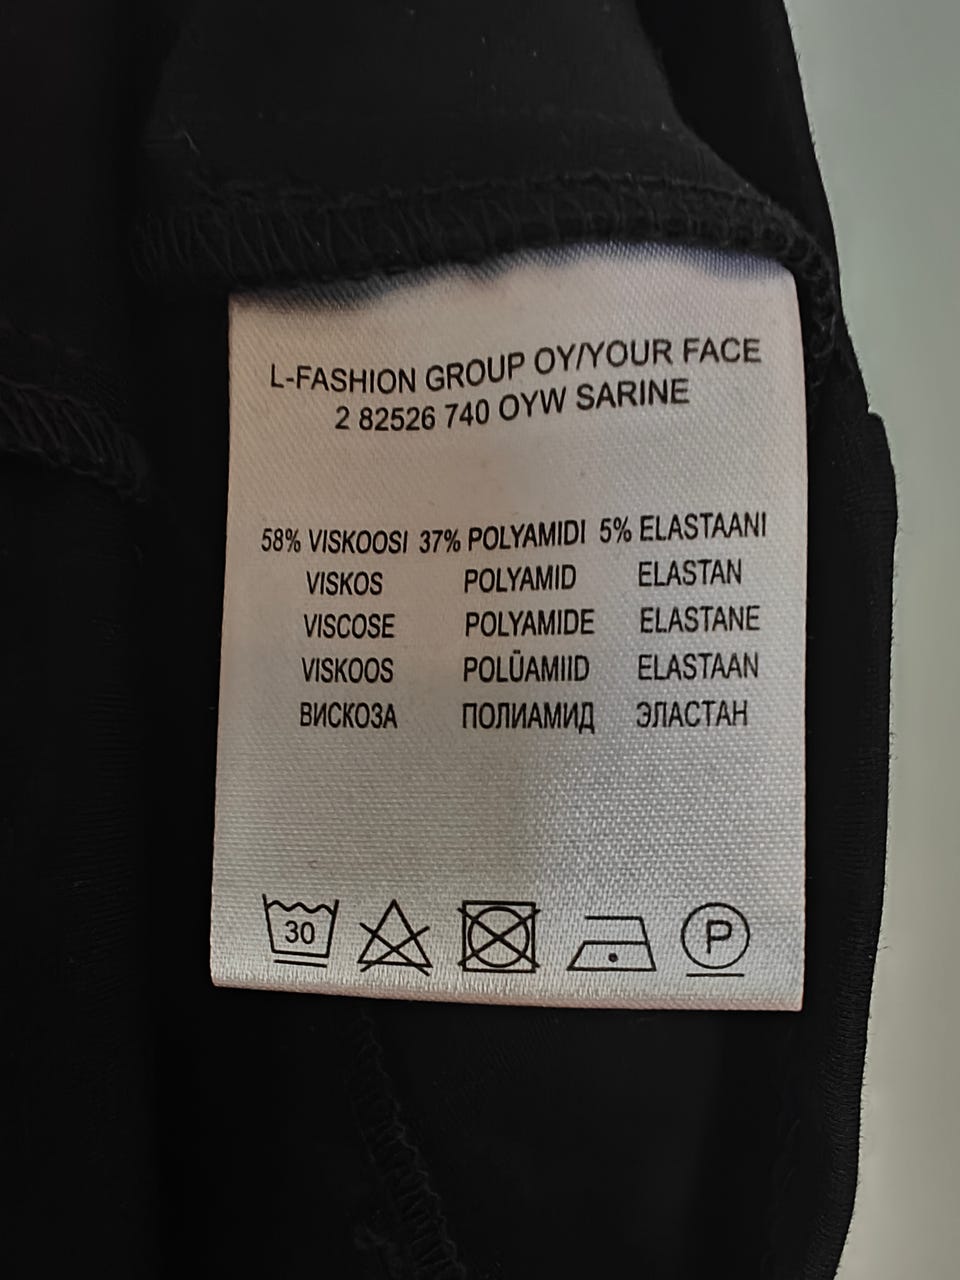 L-FASHION GROUP OY/YOUR FACE
2 82526 740 OYW SARINE
58% VISKOOSI 37% POLYAMIDI 5% ELASTAANI
VISKOS POLYAMID ELASTAN
VISCOSE POLYAMIDE ELASTANE
VISKOOS POLÜAMIID ELASTAAN
ВИСКОЗА ПОЛИАМИД ЭЛАСТАН
30 P